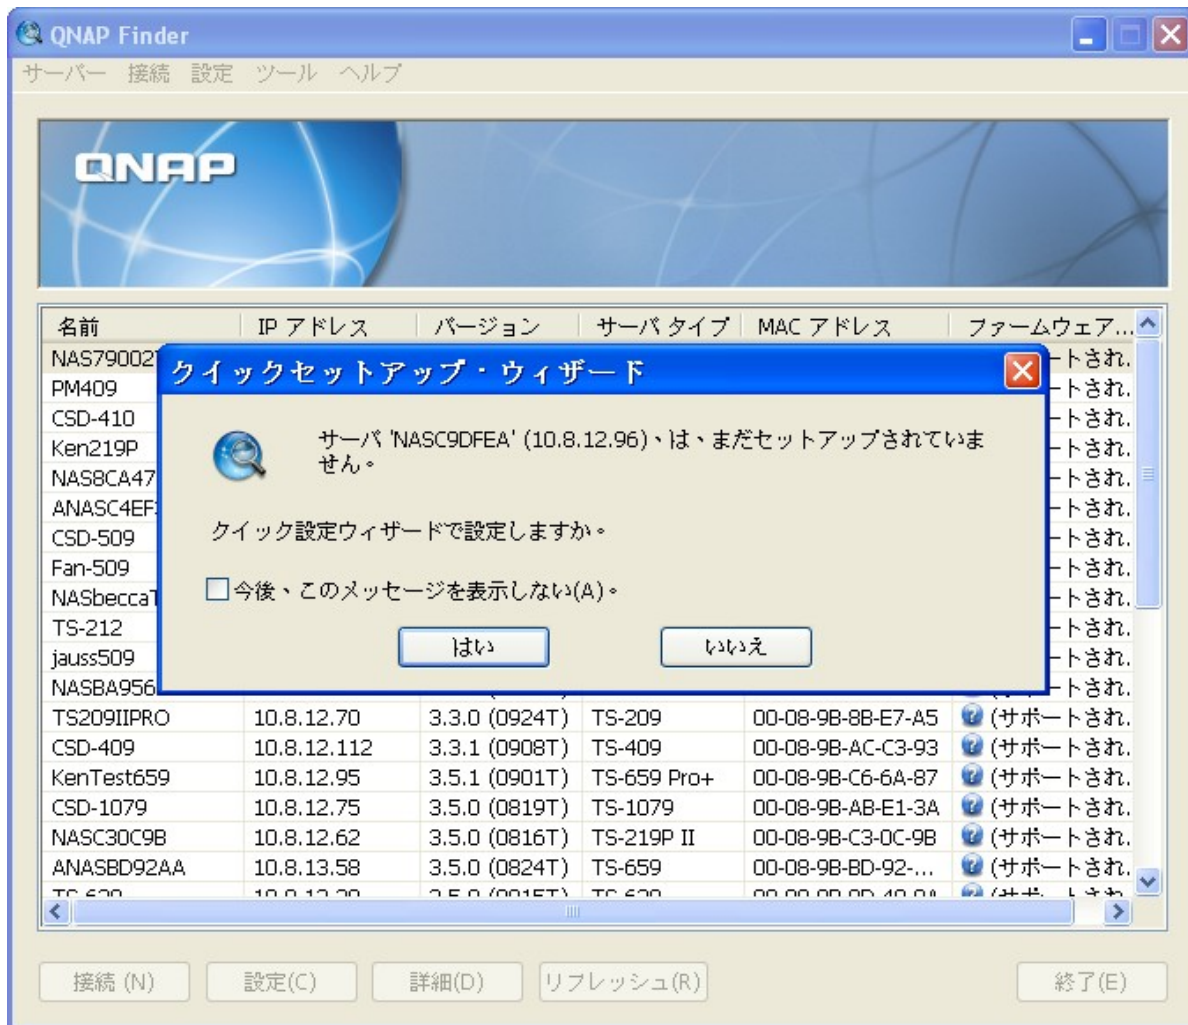 QNAP Finder
サーバー 接続 設定 ツール ヘルプ
QNAP
名前 IP アドレス バージョン サーバ タイプ MAC アドレス ファームウェア...
NAS79002
PM409
CSD-410
Ken219P
NAS8CA47
ANASC4EF
CSD-509
Fan-509
NASbeccaT
TS-212
jauss509
NASBA956
クイックセットアップ・ウィザード
サーバ 'NASC9DFEA' (10.8.12.96)、は、まだセットアップされていま
せん。
クイック設定ウィザードで設定しますか。
今後、このメッセージを表示しない(A)。
はい いいえ
TS209IIPRO 10.8.12.70 3.3.0 (0924T) TS-209 00-08-9B-8B-E7-A5 (サポートされ.
CSD-409 10.8.12.112 3.3.1 (0908T) TS-409 00-08-9B-AC-C3-93 (サポートされ.
KenTest659 10.8.12.95 3.5.1 (0901T) TS-659 Pro+ 00-08-9B-C6-6A-87 (サポートされ.
CSD-1079 10.8.12.75 3.5.0 (0819T) TS-1079 00-08-9B-AB-E1-3A (サポートされ.
NASC30C9B 10.8.12.62 3.5.0 (0816T) TS-219P II 00-08-9B-C3-0C-9B (サポートされ.
ANASBD92AA 10.8.13.58 3.5.0 (0824T) TS-659 00-08-9B-BD-92-... (サポートされ.
接続 (N) 設定(C) 詳細(D) リフレッシュ(R) 終了(E)